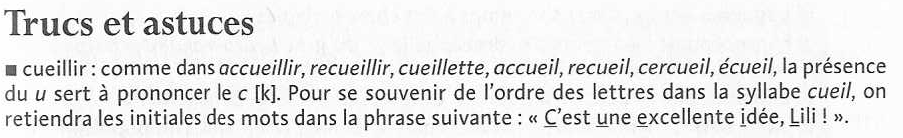 Trucs et astuces
■ cueillir : comme dans accueillir, recueillir, cueillette, accueil, recueil, cercueil, écueil, la présence
du u sert à prononcer le c [k]. Pour se souvenir de l'ordre des lettres dans la syllabe cueil, on
retiendra les initiales des mots dans la phrase suivante : « C'est une excellente idée, Lili ! ».